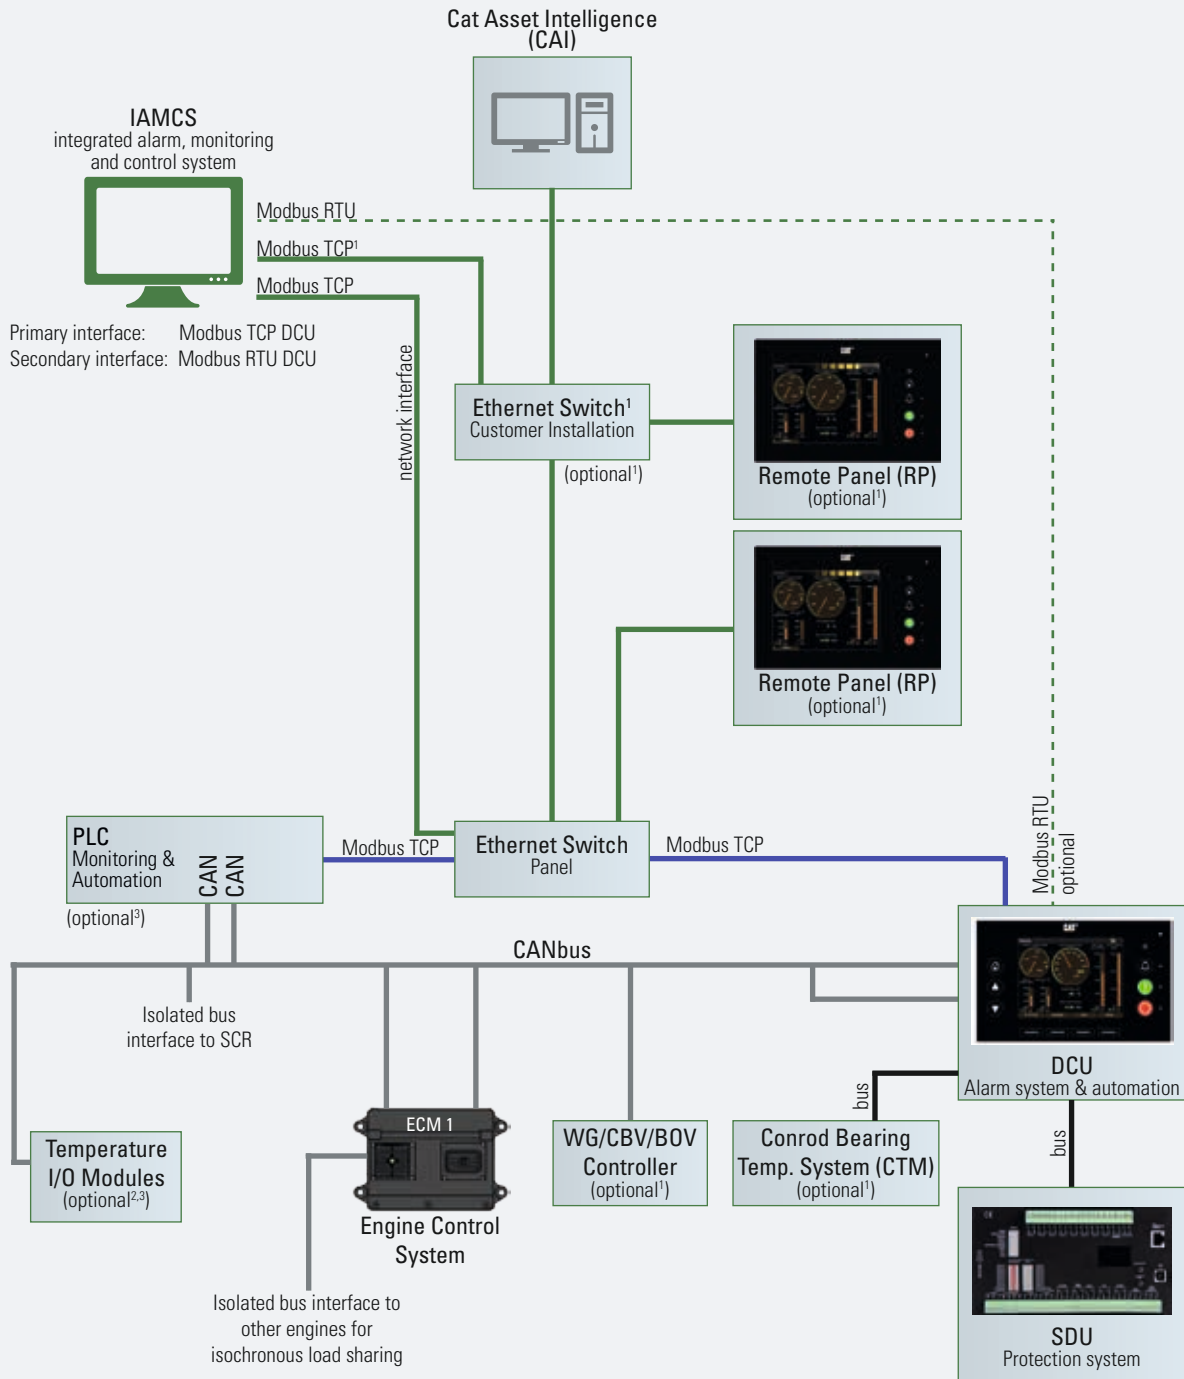 Cat Asset Intelligence
(CAI)
IAMCS
integrated alarm, monitoring
and control system
Modbus RTU
Modbus TCP¹
Modbus TCP
Primary interface: Modbus TCP DCU
Secondary interface: Modbus RTU DCU
network interface
Ethernet Switch¹
Customer Installation
(optional¹)
CAT
Remote Panel (RP)
(optional¹)
CAT
Remote Panel (RP)
(optional¹)
PLC
Monitoring &
Automation
CAN
CAN
(optional³)
Modbus TCP
Ethernet Switch
Panel
Modbus TCP
Modbus RTU
optional
CANbus
Isolated bus
interface to SCR
CAT
DCU
Alarm system & automation
bus
bus
Temperature
I/O Modules
(optional²,³)
ECM 1
Engine Control
System
WG/CBV/BOV
Controller
(optional¹)
Conrod Bearing
Temp. System (CTM)
(optional¹)
Isolated bus interface to
other engines for
isochronous load sharing
SDU
Protection system